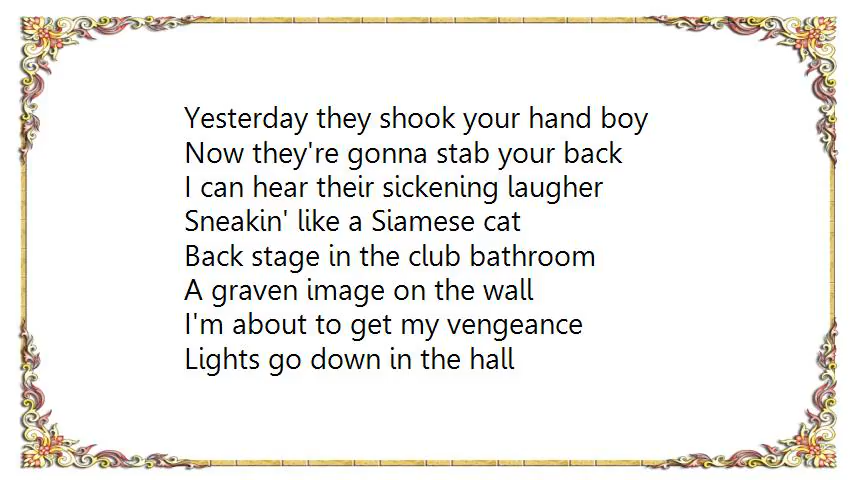 Yesterday they shook your hand boy
Now they're gonna stab your back
I can hear their sickening laugher
Sneakin' like a Siamese cat
Back stage in the club bathroom
A graven image on the wall
I'm about to get my vengeance
Lights go down in the hall